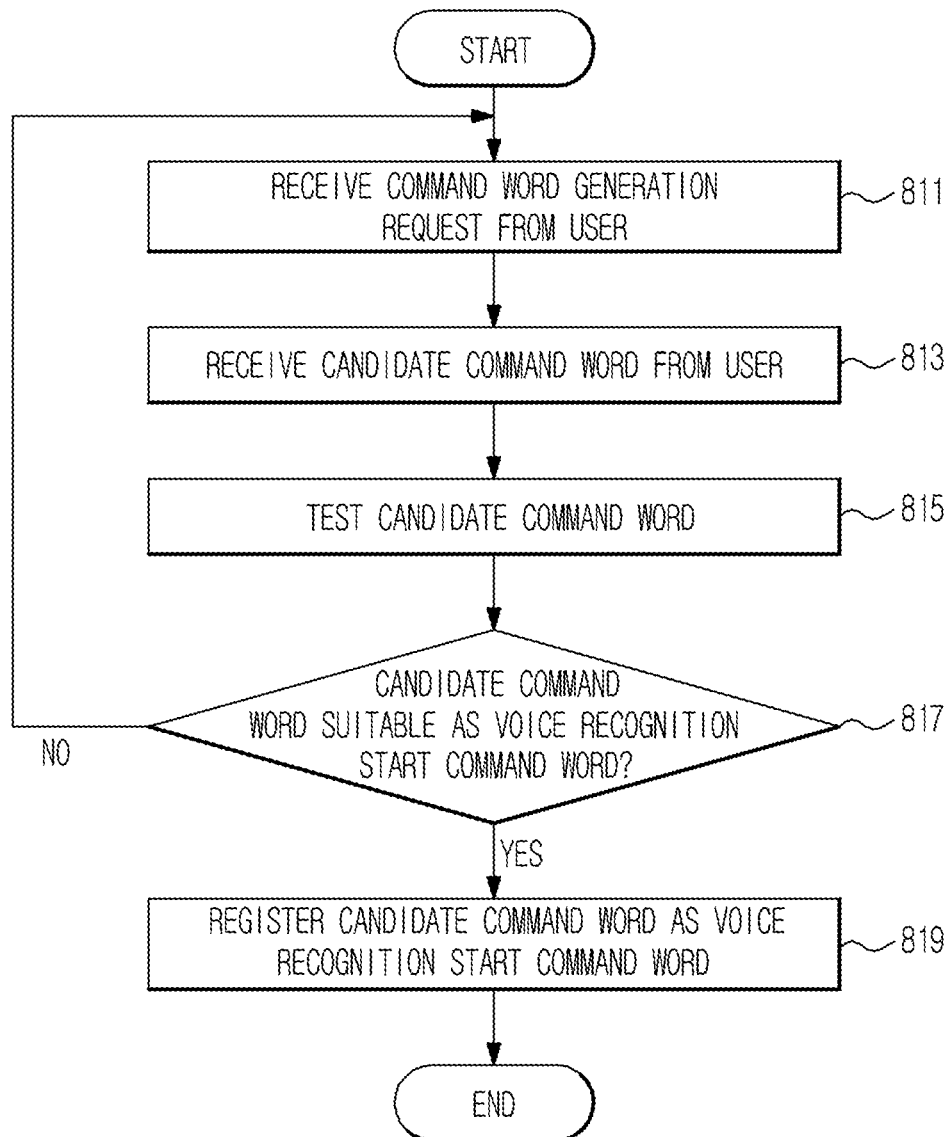 START
RECEIVE COMMAND WORD GENERATION
REQUEST FROM USER
811
RECEIVE CANDIDATE COMMAND WORD FROM USER
813
TEST CANDIDATE COMMAND WORD
815
CANDIDATE COMMAND
WORD SUITABLE AS VOICE RECOGNITION
START COMMAND WORD?
817
NO
YES
REGISTER CANDIDATE COMMAND WORD AS VOICE
RECOGNITION START COMMAND WORD
819
END